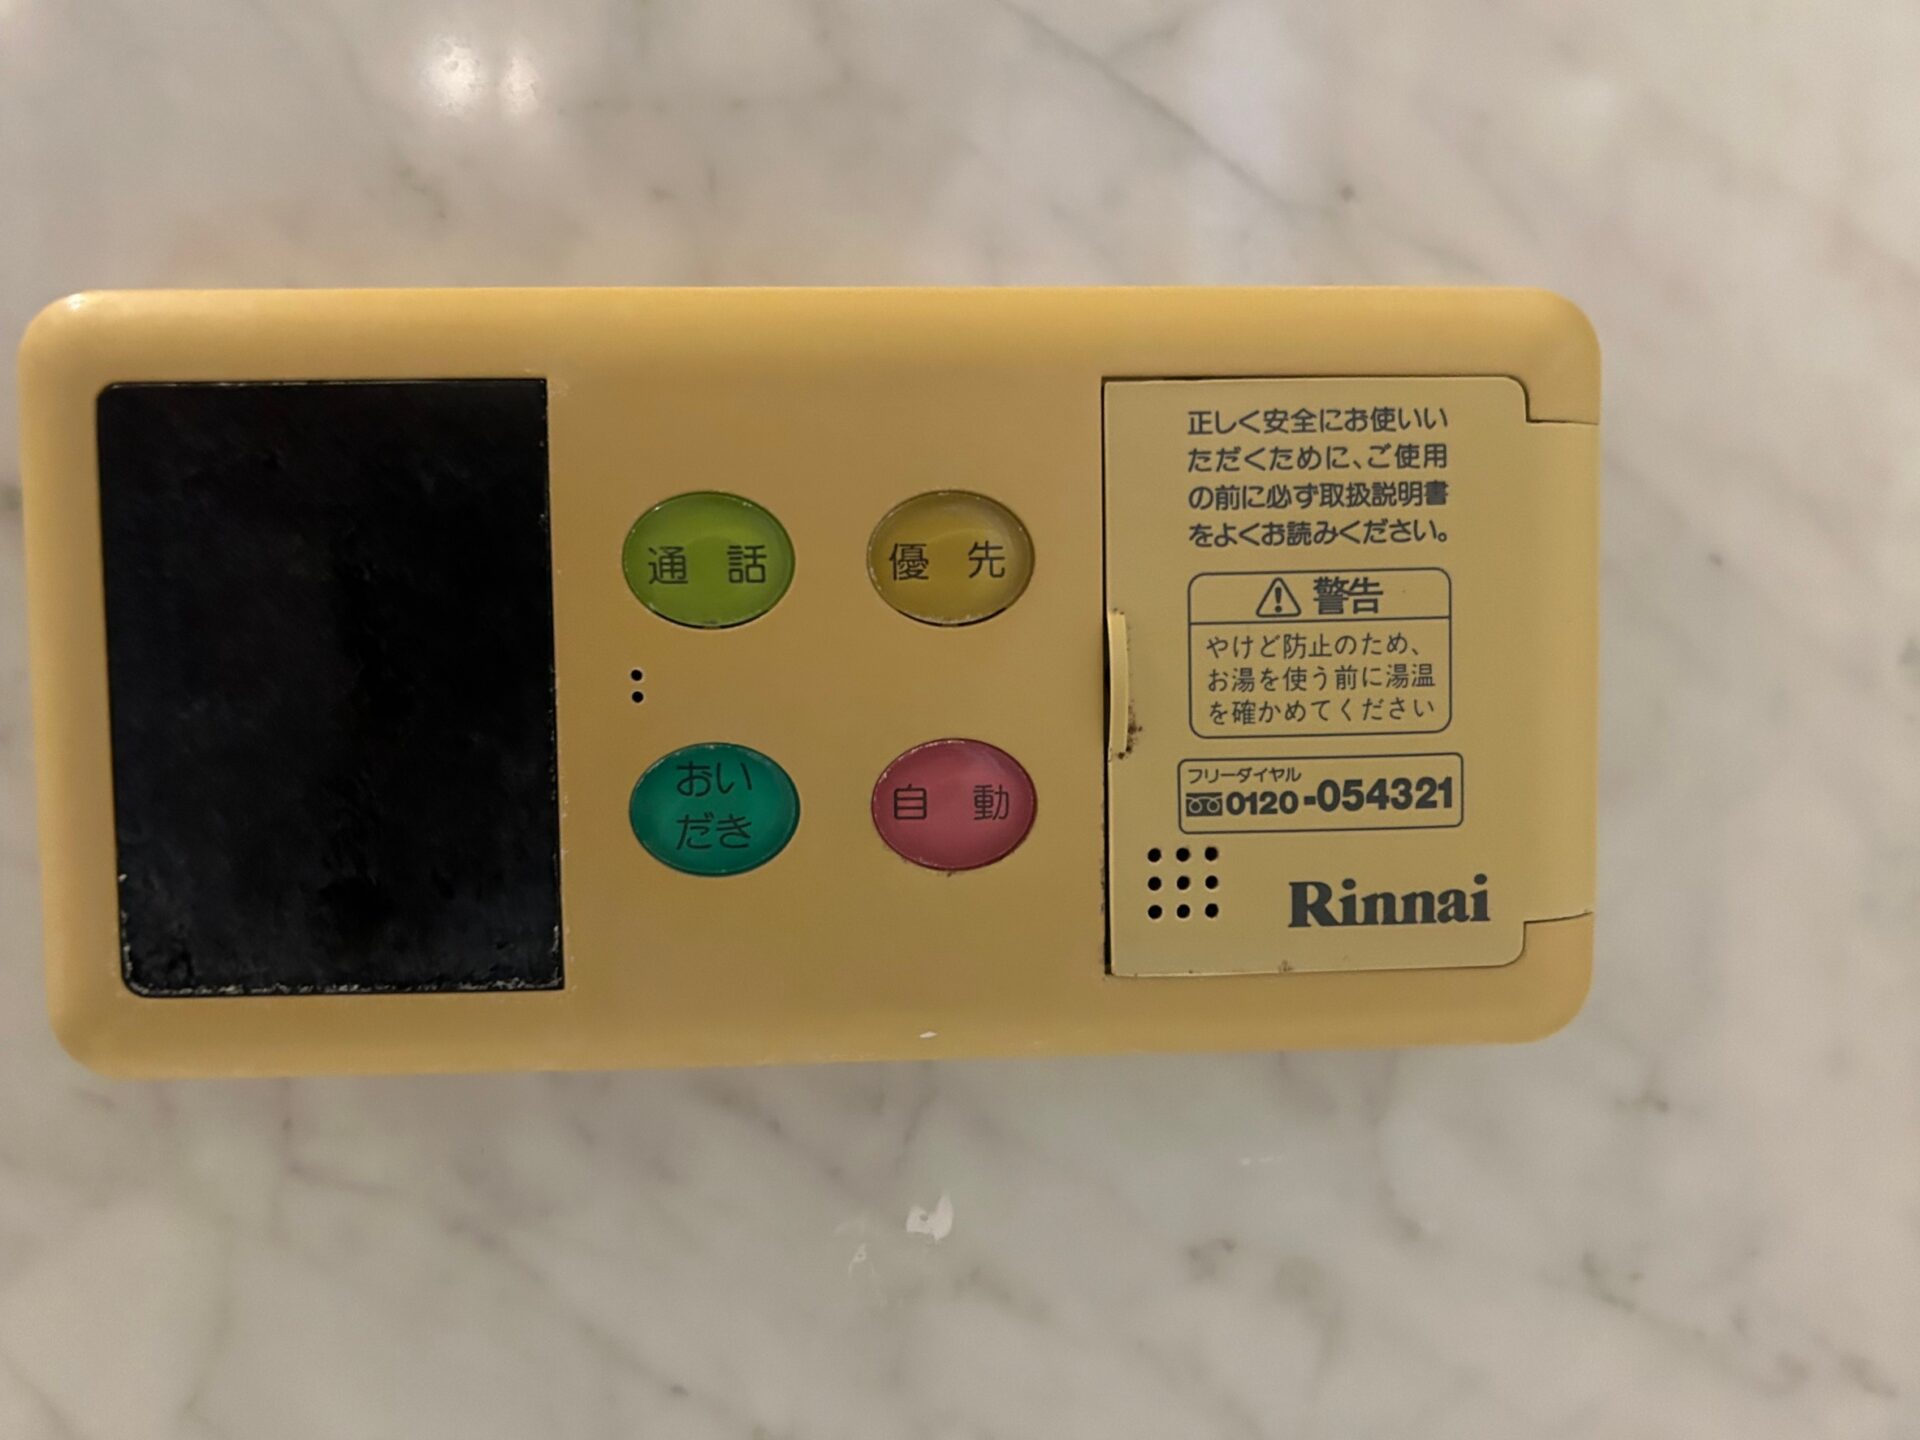 通話
優先
おい
だき
自動
正しく安全にお使いい
ただくために、ご使用
の前に必ず取扱説明書
をよくお読みください。
警告
やけど防止のため、
お湯を使う前に湯温
を確かめてください
フリーダイヤル
0120-054321
Rinnai